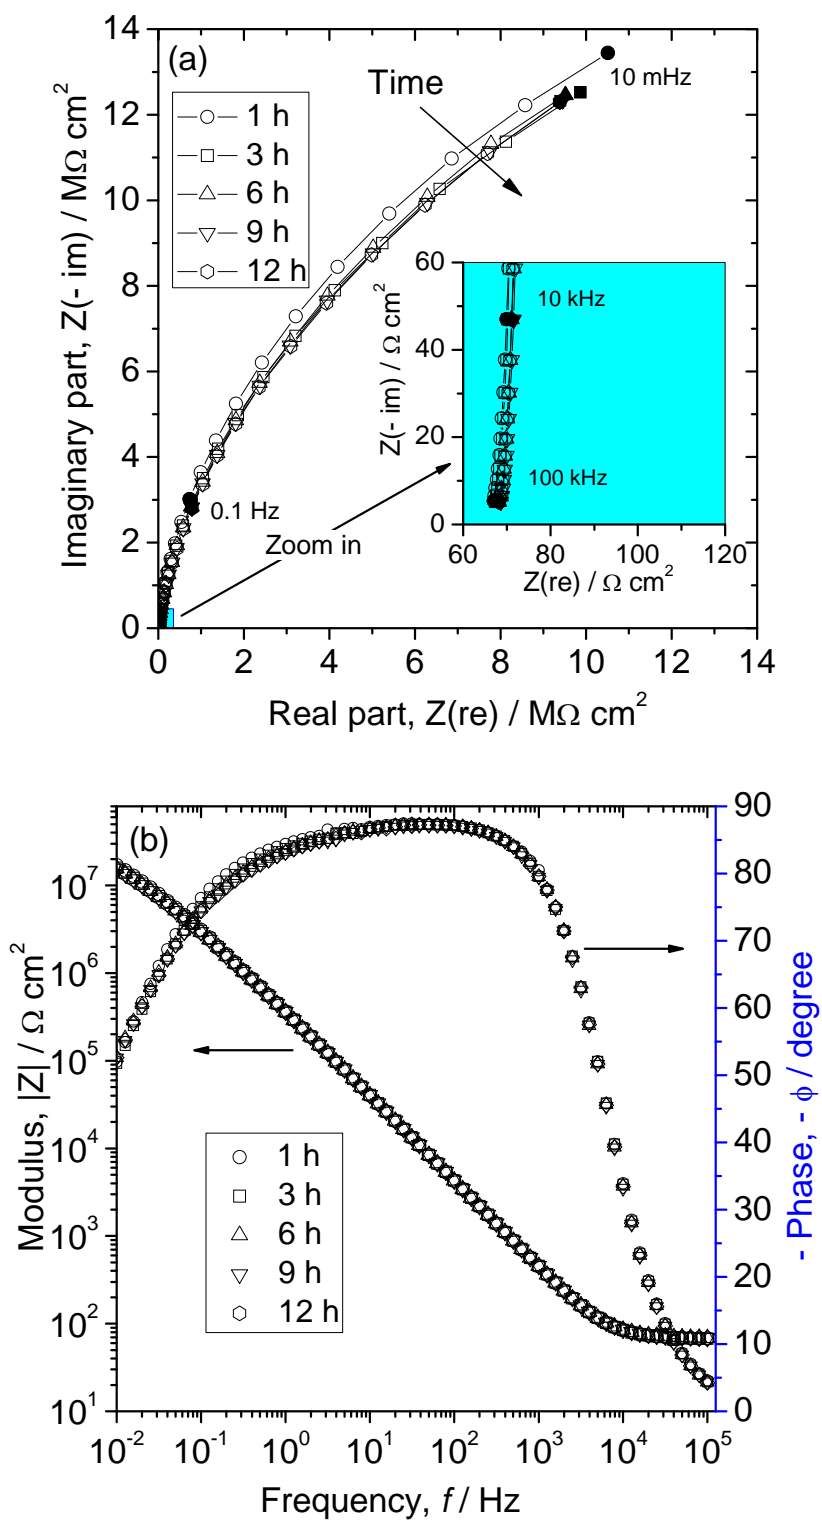 14
12
10
8
6
4
2
0
Imaginary part, Z(- im) / MΩ cm²
(a)
1 h
3 h
6 h
9 h
12 h
Time
10 mHz
0.1 Hz
Zoom in
60
40
20
0
Z(- im) / Ω cm²
10 kHz
100 kHz
60 80 100 120
Z(re) / Ω cm²
0 2 4 6 8 10 12 14
Real part, Z(re) / MΩ cm²
(b)
10⁷
10⁶
10⁵
10⁴
10³
10²
10¹
Modulus, |Z| / Ω cm²
1 h
3 h
6 h
9 h
12 h
90
80
70
60
50
40
30
20
10
0
- Phase, - ϕ / degree
10⁻² 10⁻¹ 10⁰ 10¹ 10² 10³ 10⁴ 10⁵
Frequency, f / Hz